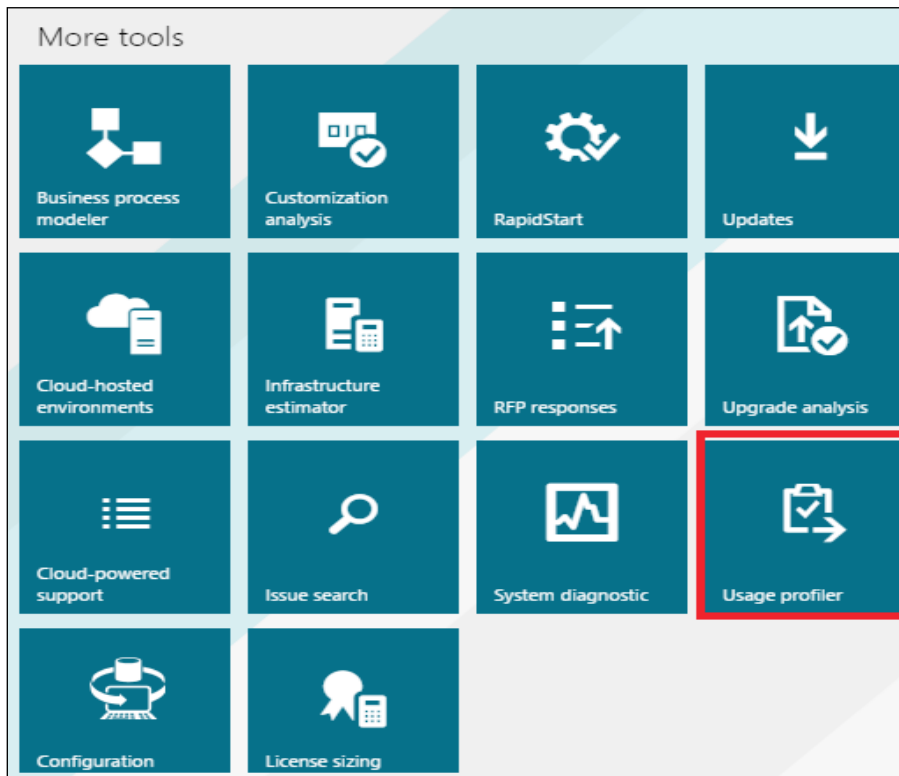 More tools
Business process
modeler
Customization
analysis
RapidStart
Updates
Cloud-hosted
environments
Infrastructure
estimator
RFP responses
Upgrade analysis
Cloud-powered
support
Issue search
System diagnostic
Usage profiler
Configuration
License sizing